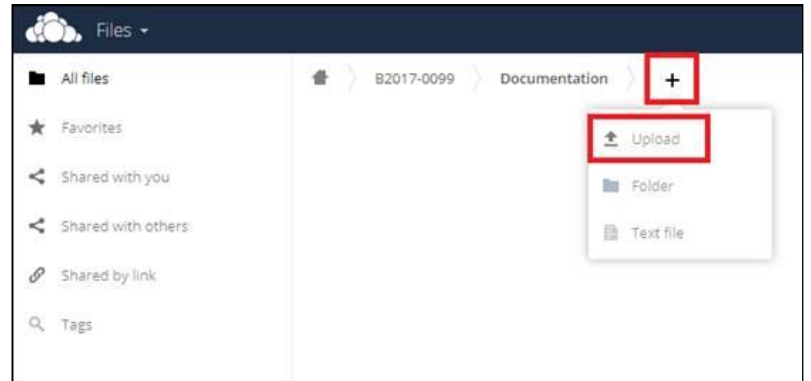 Files
All files
Favorites
Shared with you
Shared with others
Shared by link
Tags
B2017-0099 Documentation +
Upload
Folder
Text file